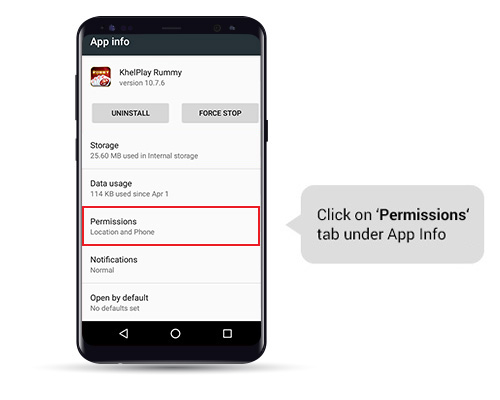 App info
RUMMY
KhelPlay Rummy
version 10.7.6
UNINSTALL
FORCE STOP
Storage
25.60 MB used in Internal storage
Data usage
114 KB used since Apr 1
Permissions
Location and Phone
Notifications
Normal
Open by default
No defaults set
Click on ‘Permissions‘
tab under App Info